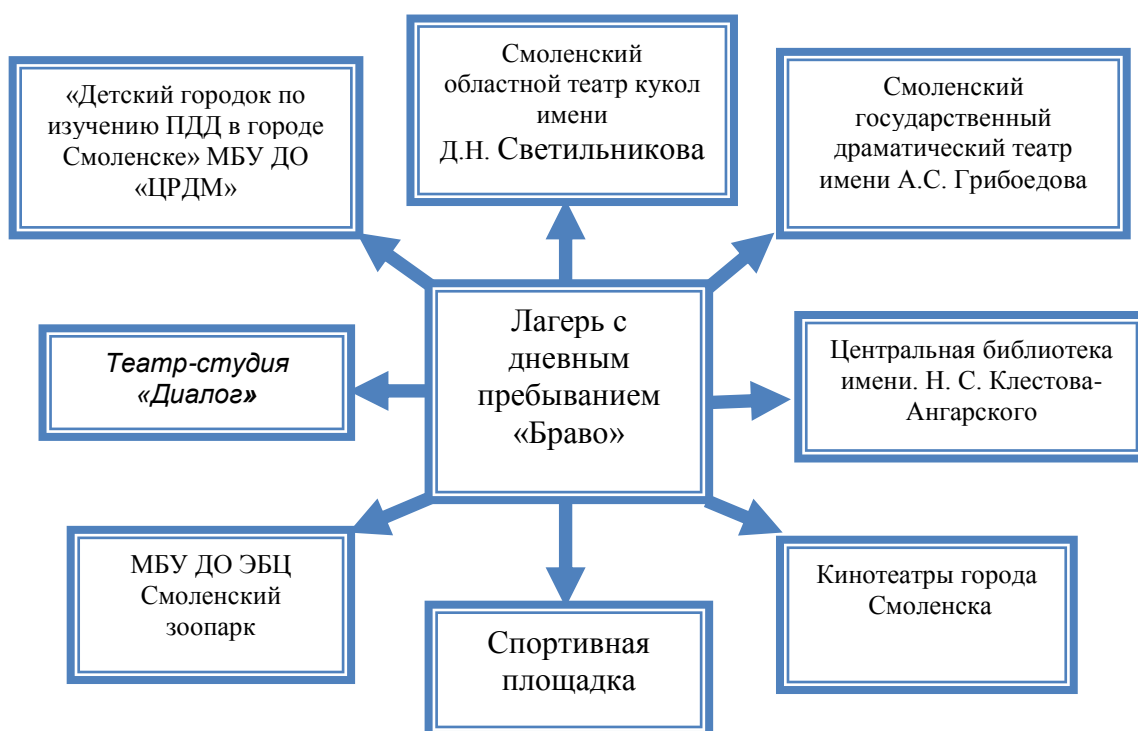 «Детский городок по
изучению ПДД в городе
Смоленске» МБУ ДО
«ЦРДМ»
Смоленский
областной театр кукол
имени
Д.Н. Светильникова
Смоленский
государственный
драматический театр
имени А.С. Грибоедова
Театр-студия
«Диалог»
Лагерь с
дневным
пребыванием
«Браво»
Центральная библиотека
имени. Н. С. Клестова-
Ангарского
МБУ ДО ЭБЦ
Смоленский
зоопарк
Спортивная
площадка
Кинотеатры города
Смоленска